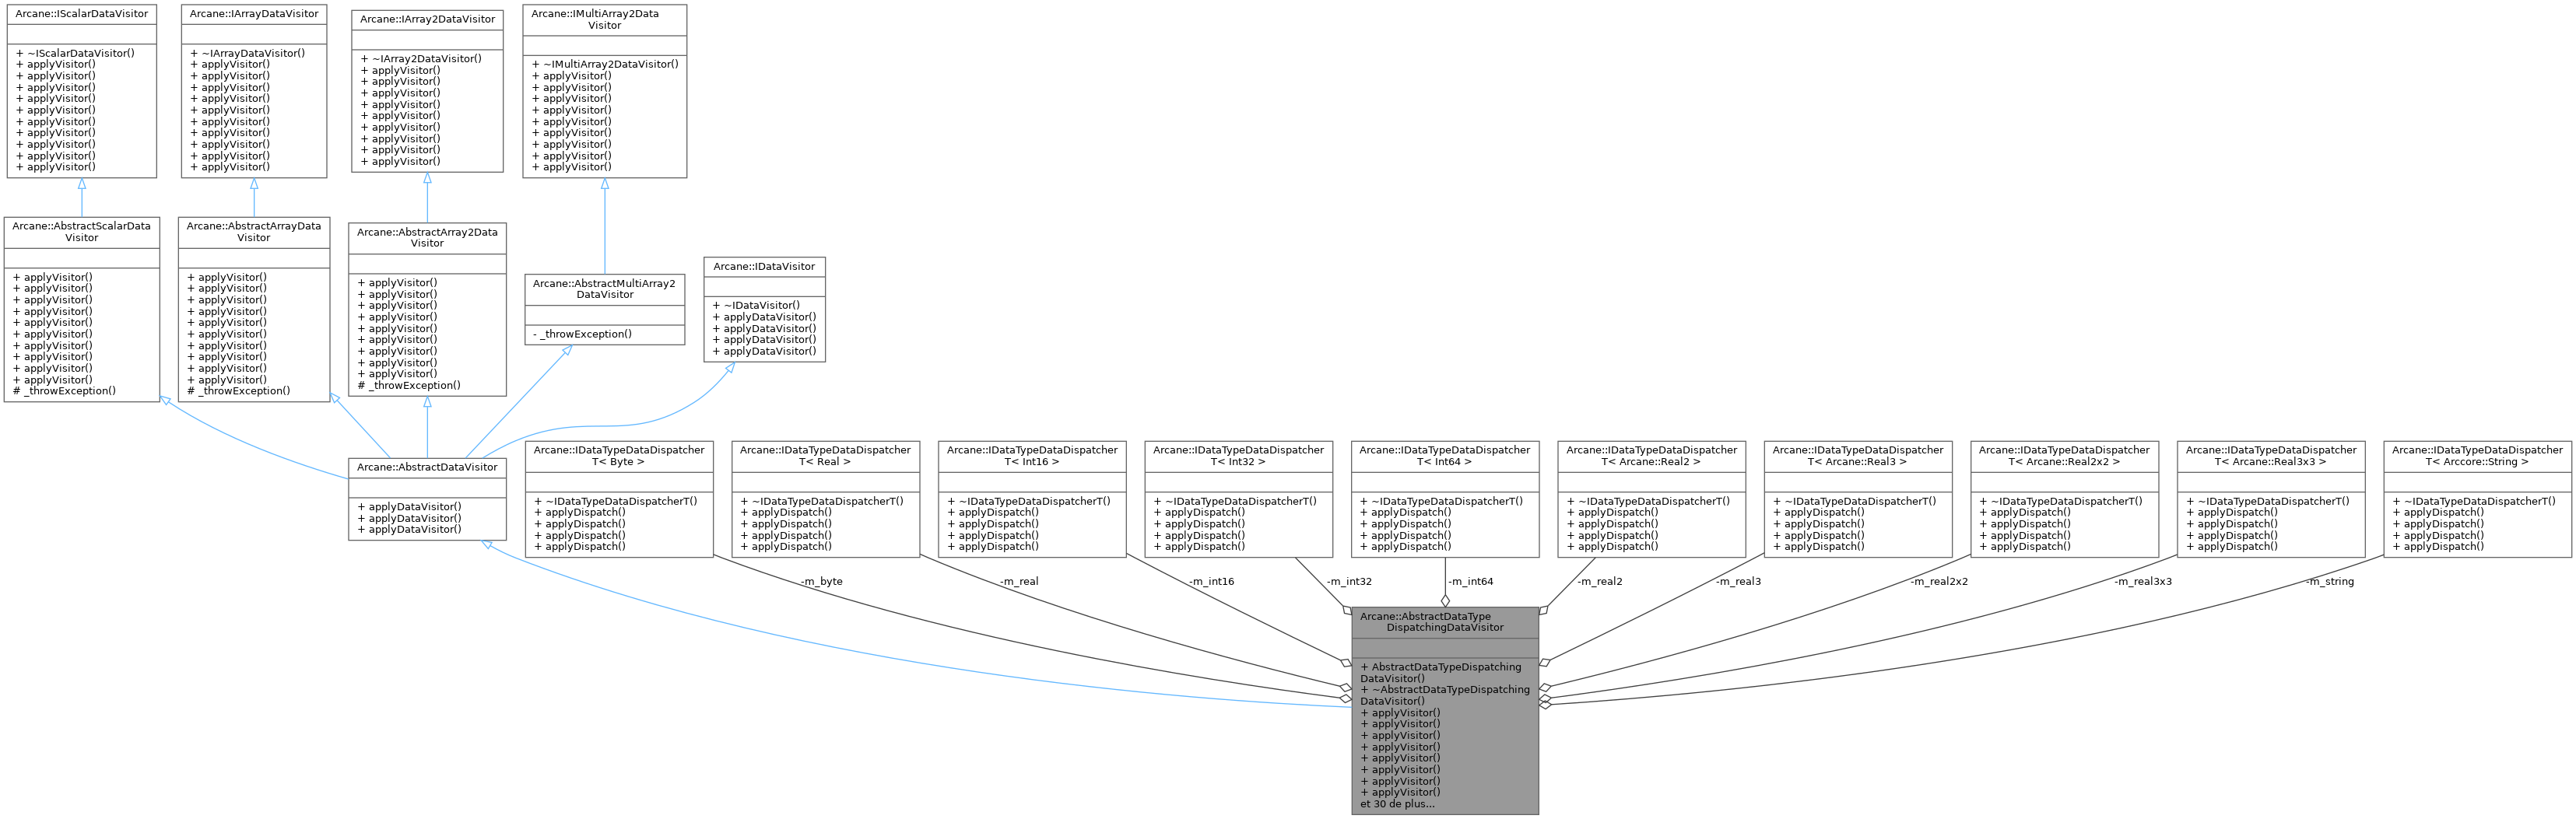 Arcane::IScalarDataVisitor
+ ~IScalarDataVisitor()
+ applyVisitor()
+ applyVisitor()
+ applyVisitor()
+ applyVisitor()
+ applyVisitor()
+ applyVisitor()
+ applyVisitor()
+ applyVisitor()
+ applyVisitor()
+ applyVisitor()
Arcane::IArrayDataVisitor
+ ~IArrayDataVisitor()
+ applyVisitor()
+ applyVisitor()
+ applyVisitor()
+ applyVisitor()
+ applyVisitor()
+ applyVisitor()
+ applyVisitor()
+ applyVisitor()
+ applyVisitor()
+ applyVisitor()
Arcane::IArray2DataVisitor
+ ~IArray2DataVisitor()
+ applyVisitor()
+ applyVisitor()
+ applyVisitor()
+ applyVisitor()
+ applyVisitor()
+ applyVisitor()
+ applyVisitor()
+ applyVisitor()
+ applyVisitor()
Arcane::IMultiArray2Data
Visitor
+ ~IMultiArray2DataVisitor()
+ applyVisitor()
+ applyVisitor()
+ applyVisitor()
+ applyVisitor()
+ applyVisitor()
+ applyVisitor()
+ applyVisitor()
+ applyVisitor()
+ applyVisitor()
Arcane::AbstractScalarData
Visitor
+ applyVisitor()
+ applyVisitor()
+ applyVisitor()
+ applyVisitor()
+ applyVisitor()
+ applyVisitor()
+ applyVisitor()
+ applyVisitor()
+ applyVisitor()
+ applyVisitor()
# _throwException()
Arcane::AbstractArrayData
Visitor
+ applyVisitor()
+ applyVisitor()
+ applyVisitor()
+ applyVisitor()
+ applyVisitor()
+ applyVisitor()
+ applyVisitor()
+ applyVisitor()
+ applyVisitor()
+ applyVisitor()
# _throwException()
Arcane::AbstractArray2Data
Visitor
+ applyVisitor()
+ applyVisitor()
+ applyVisitor()
+ applyVisitor()
+ applyVisitor()
+ applyVisitor()
+ applyVisitor()
+ applyVisitor()
+ applyVisitor()
# _throwException()
Arcane::AbstractMultiArray2
DataVisitor
- _throwException()
Arcane::IDataVisitor
+ ~IDataVisitor()
+ applyDataVisitor()
+ applyDataVisitor()
+ applyDataVisitor()
+ applyDataVisitor()
Arcane::AbstractDataVisitor
+ applyDataVisitor()
+ applyDataVisitor()
+ applyDataVisitor()
Arcane::IDataTypeDataDispatcher
T< Byte >
+ ~IDataTypeDataDispatcherT()
+ applyDispatch()
+ applyDispatch()
+ applyDispatch()
+ applyDispatch()
Arcane::IDataTypeDataDispatcher
T< Real >
+ ~IDataTypeDataDispatcherT()
+ applyDispatch()
+ applyDispatch()
+ applyDispatch()
+ applyDispatch()
Arcane::IDataTypeDataDispatcher
T< Int16 >
+ ~IDataTypeDataDispatcherT()
+ applyDispatch()
+ applyDispatch()
+ applyDispatch()
+ applyDispatch()
Arcane::IDataTypeDataDispatcher
T< Int32 >
+ ~IDataTypeDataDispatcherT()
+ applyDispatch()
+ applyDispatch()
+ applyDispatch()
+ applyDispatch()
Arcane::IDataTypeDataDispatcher
T< Int64 >
+ ~IDataTypeDataDispatcherT()
+ applyDispatch()
+ applyDispatch()
+ applyDispatch()
+ applyDispatch()
Arcane::IDataTypeDataDispatcher
T< Arcane::Real2 >
+ ~IDataTypeDataDispatcherT()
+ applyDispatch()
+ applyDispatch()
+ applyDispatch()
+ applyDispatch()
Arcane::IDataTypeDataDispatcher
T< Arcane::Real3 >
+ ~IDataTypeDataDispatcherT()
+ applyDispatch()
+ applyDispatch()
+ applyDispatch()
+ applyDispatch()
Arcane::IDataTypeDataDispatcher
T< Arcane::Real2x2 >
+ ~IDataTypeDataDispatcherT()
+ applyDispatch()
+ applyDispatch()
+ applyDispatch()
+ applyDispatch()
Arcane::IDataTypeDataDispatcher
T< Arcane::Real3x3 >
+ ~IDataTypeDataDispatcherT()
+ applyDispatch()
+ applyDispatch()
+ applyDispatch()
+ applyDispatch()
Arcane::IDataTypeDataDispatcher
T< Arccore::String >
+ ~IDataTypeDataDispatcherT()
+ applyDispatch()
+ applyDispatch()
+ applyDispatch()
+ applyDispatch()
-m_byte
-m_real
-m_int16
-m_int32
-m_int64
-m_real2
-m_real3
-m_real2x2
-m_real3x3
-m_string
Arcane::AbstractDataType
DispatchingDataVisitor
+ AbstractDataTypeDispatching
DataVisitor()
+ ~AbstractDataTypeDispatching
DataVisitor()
+ applyVisitor()
+ applyVisitor()
+ applyVisitor()
+ applyVisitor()
+ applyVisitor()
+ applyVisitor()
+ applyVisitor()
+ applyVisitor()
et 30 de plus...